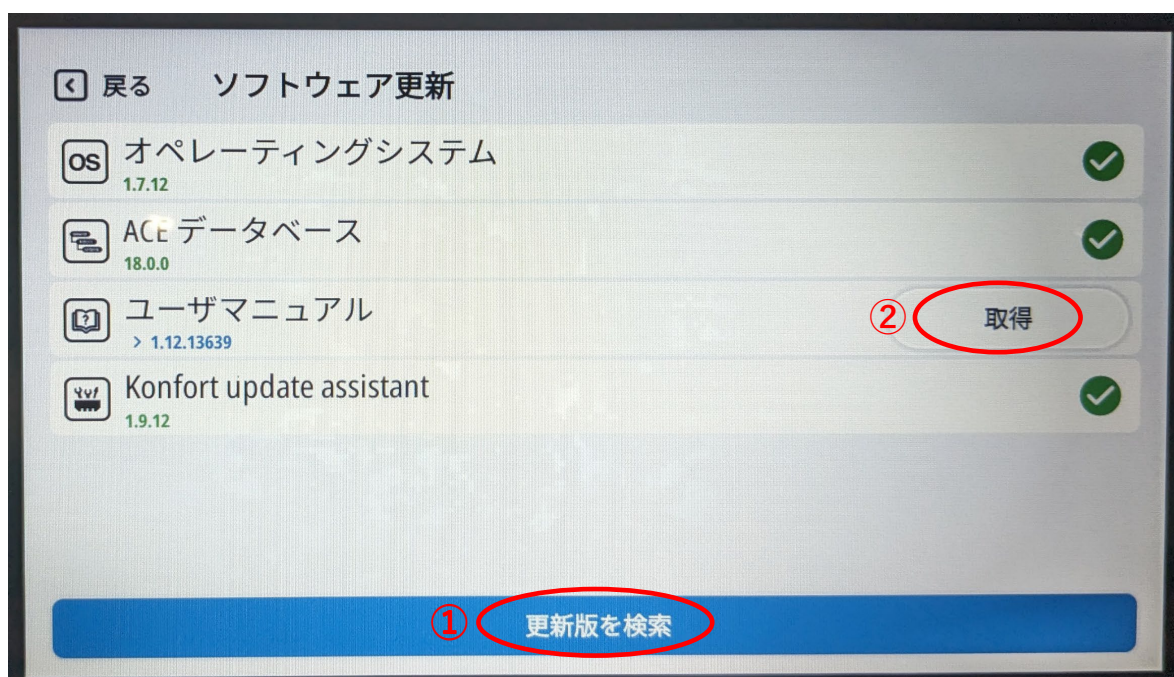 戻る ソフトウェア更新
OS オペレーティングシステム
1.7.12
ACE データベース
18.0.0
ユーザマニュアル
> 1.12.13639
② 取得
Konfort update assistant
1.9.12
① 更新版を検索